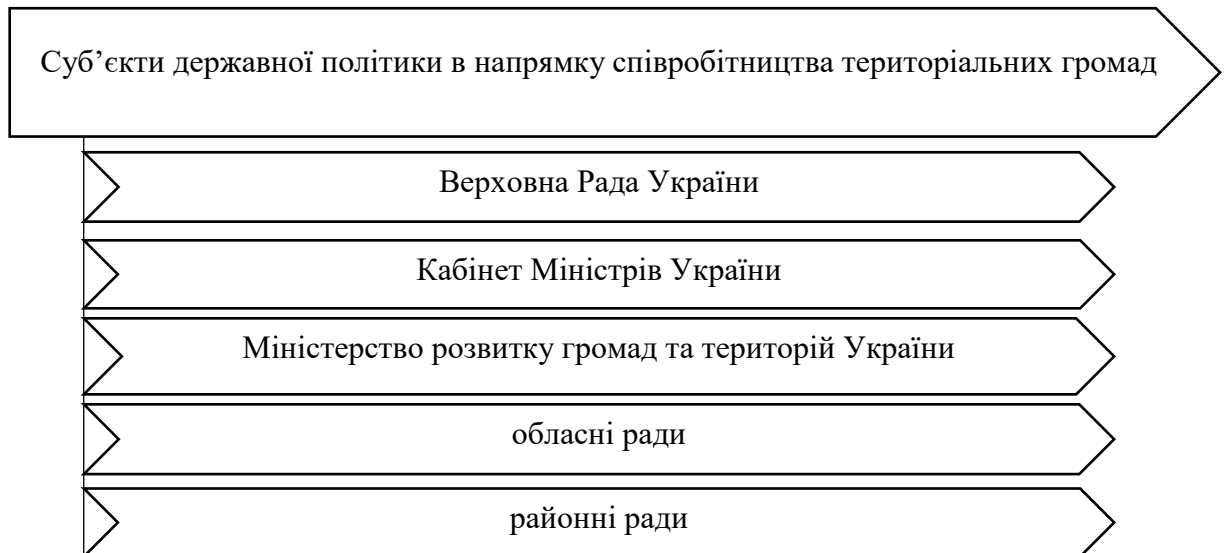 Суб’єкти державної політики в напрямку співробітництва територіальних громад
Верховна Рада України
Кабінет Міністрів України
Міністерство розвитку громад та територій України
обласні ради
районні ради